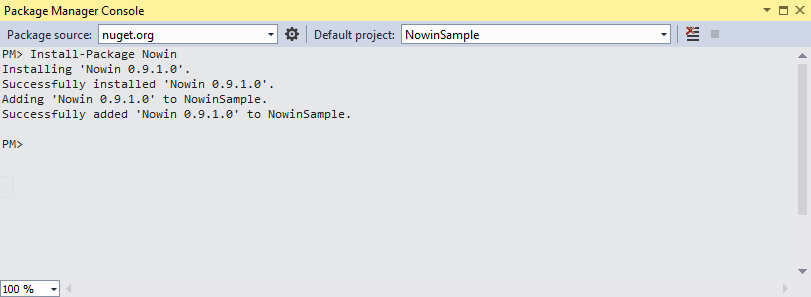 Package Manager Console
Package source: nuget.org Default project: NowinSample
PM> Install-Package Nowin
Installing 'Nowin 0.9.1.0'.
Successfully installed 'Nowin 0.9.1.0'.
Adding 'Nowin 0.9.1.0' to NowinSample.
Successfully added 'Nowin 0.9.1.0' to NowinSample.
PM>
100 %